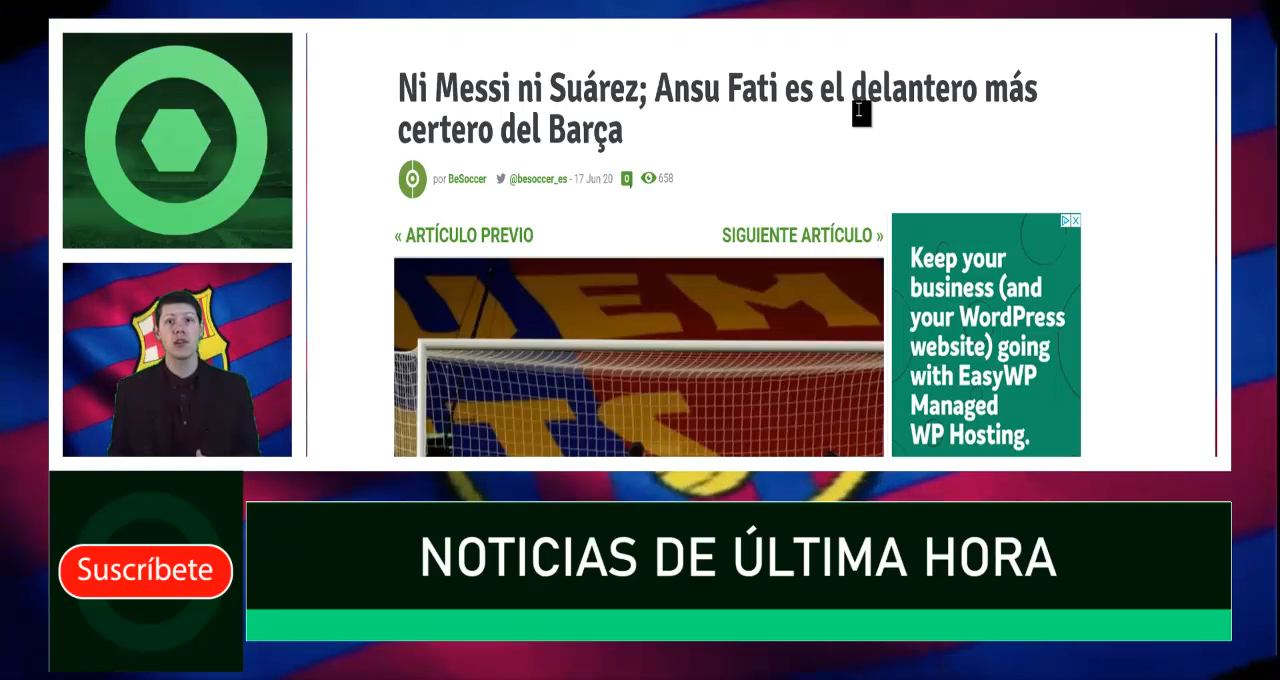 Ni Messi ni Suárez; Ansu Fati es el delantero más
certero del Barça
por BeSoccer @besoccer_es - 17 Jun 20 0 658
« ARTÍCULO PREVIO
SIGUIENTE ARTÍCULO »
UEM
TS
Keep your
business (and
your WordPress
website) going
with EasyWP
Managed
WP Hosting.
Suscríbete
NOTICIAS DE ÚLTIMA HORA